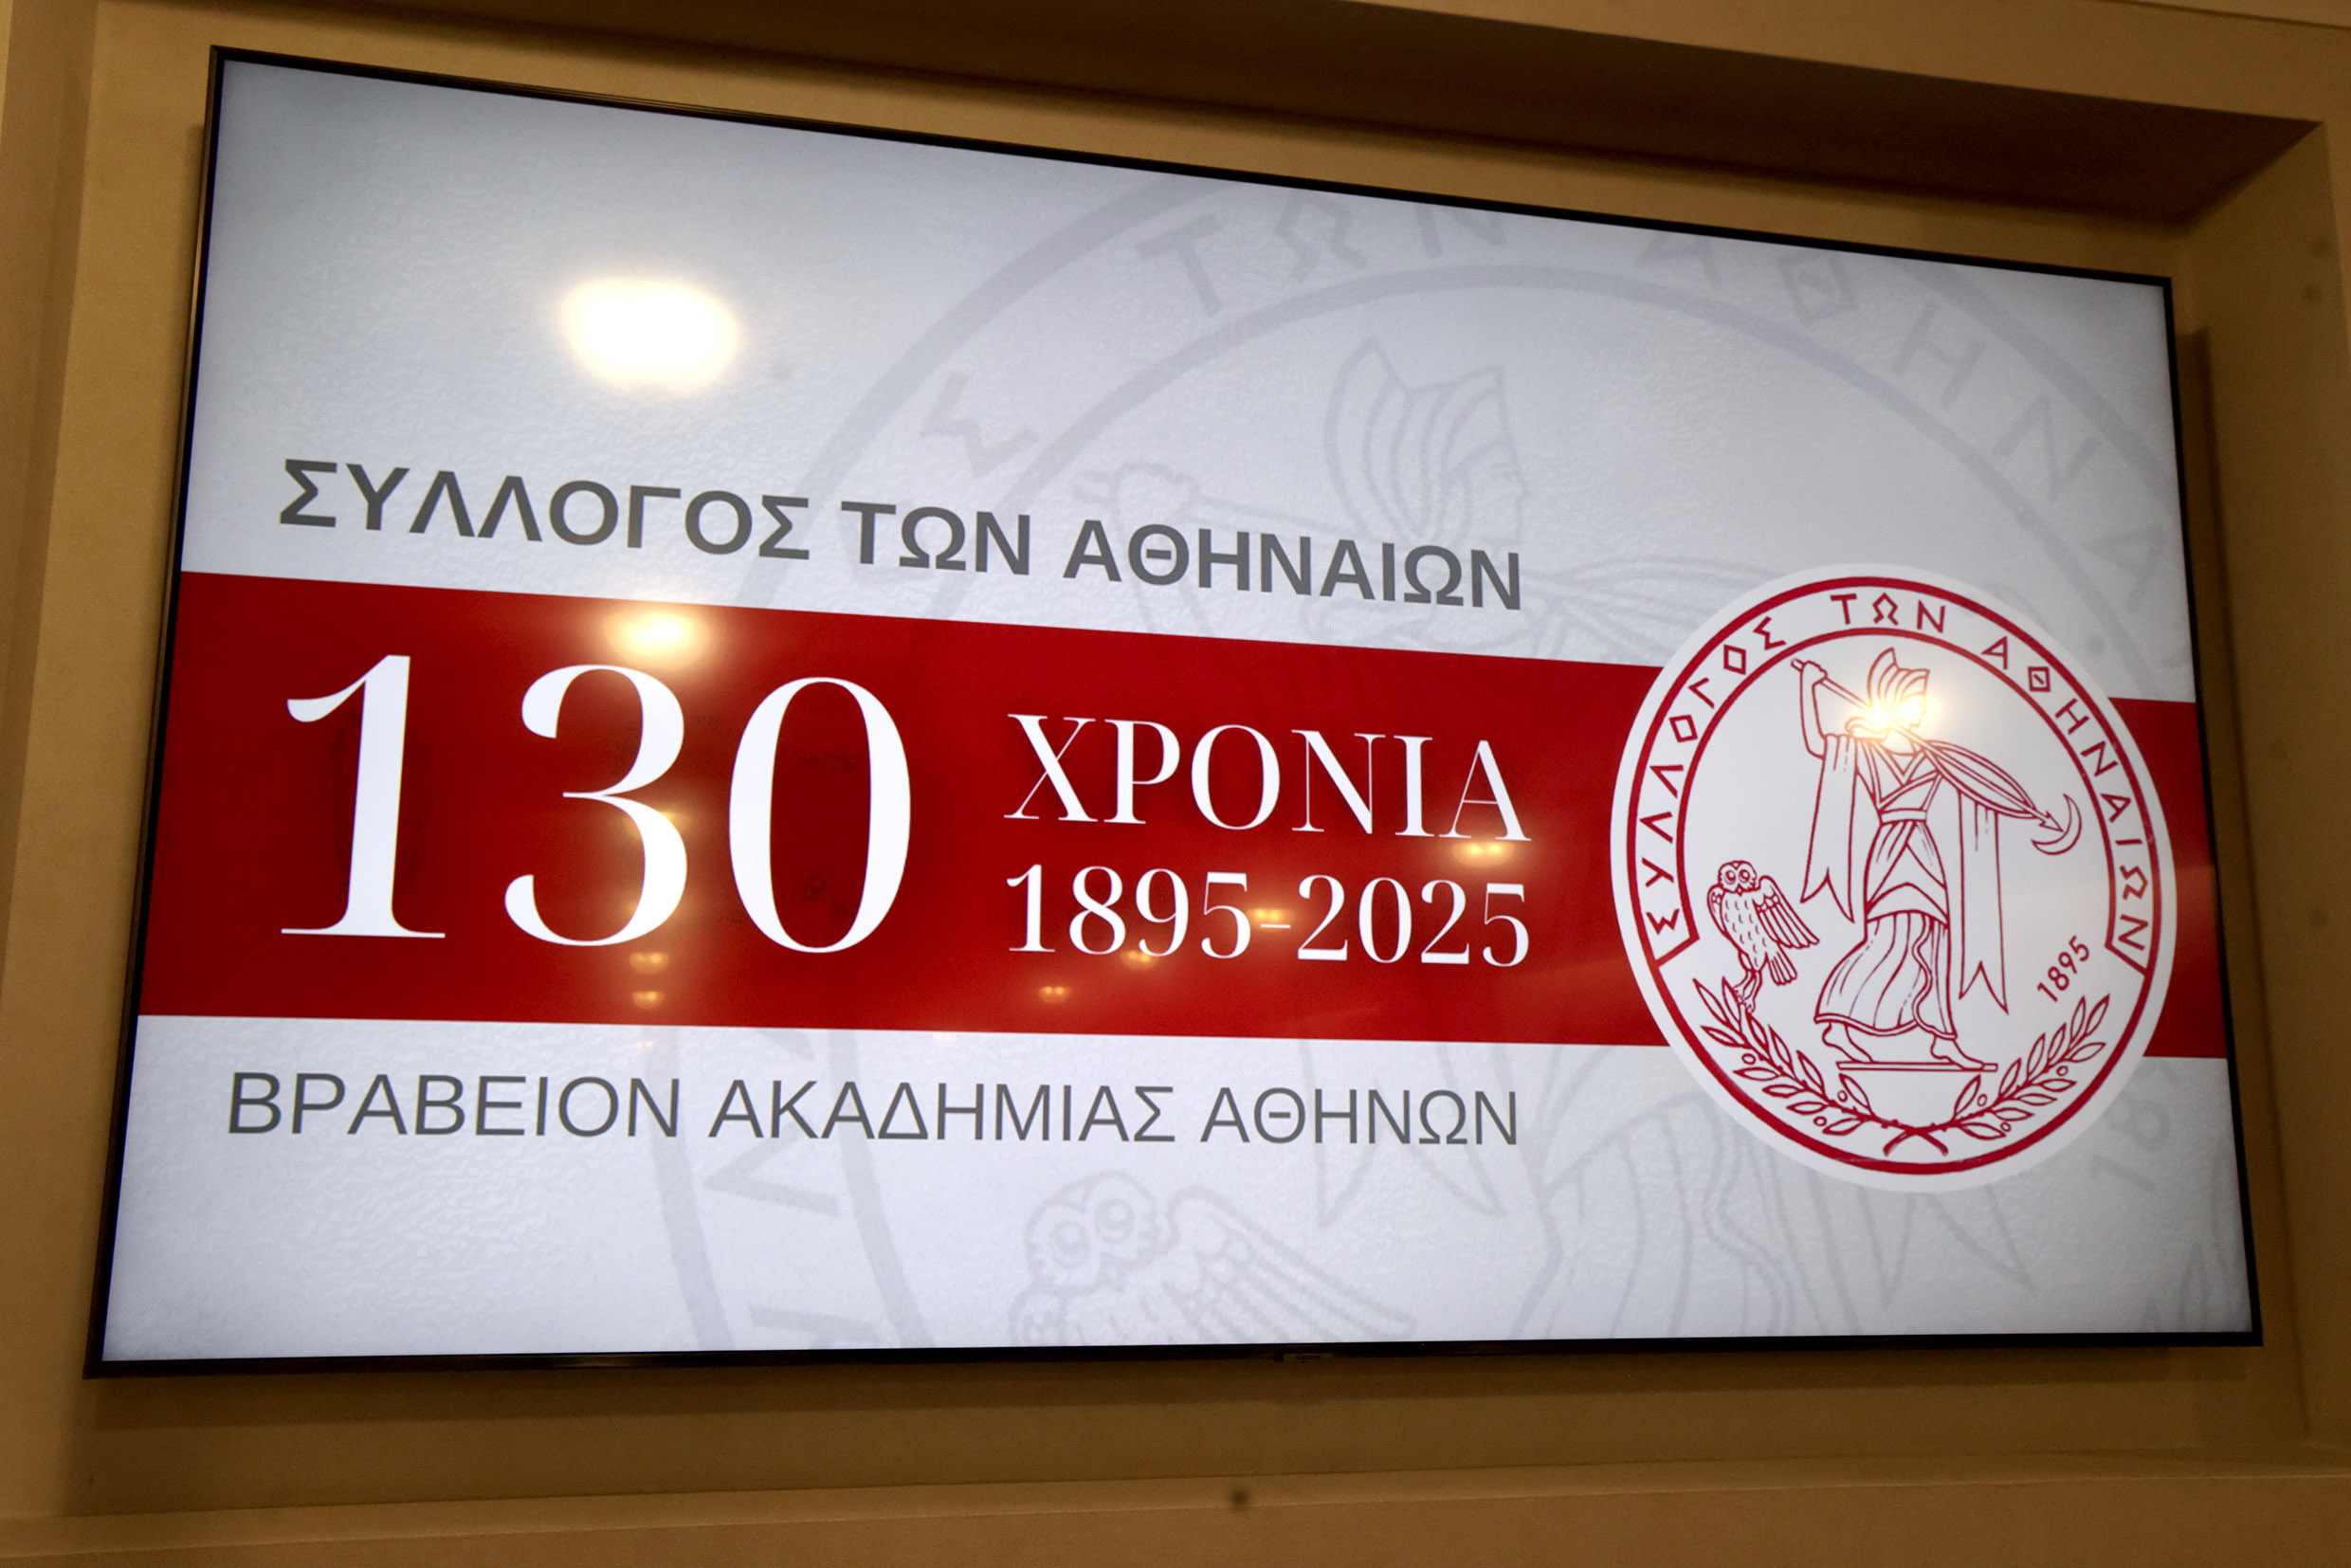 ΣΥΛΛΟΓΟΣ ΤΩΝ ΑΘΗΝΑΙΩΝ
130 ΧΡΟΝΙΑ
1895-2025
ΒΡΑΒΕΙΟΝ ΑΚΑΔΗΜΙΑΣ ΑΘΗΝΩΝ
ΣΥΛΛΟΓΟΣ ΤΩΝ ΑΘΗΝΑΙΩΝ
1895